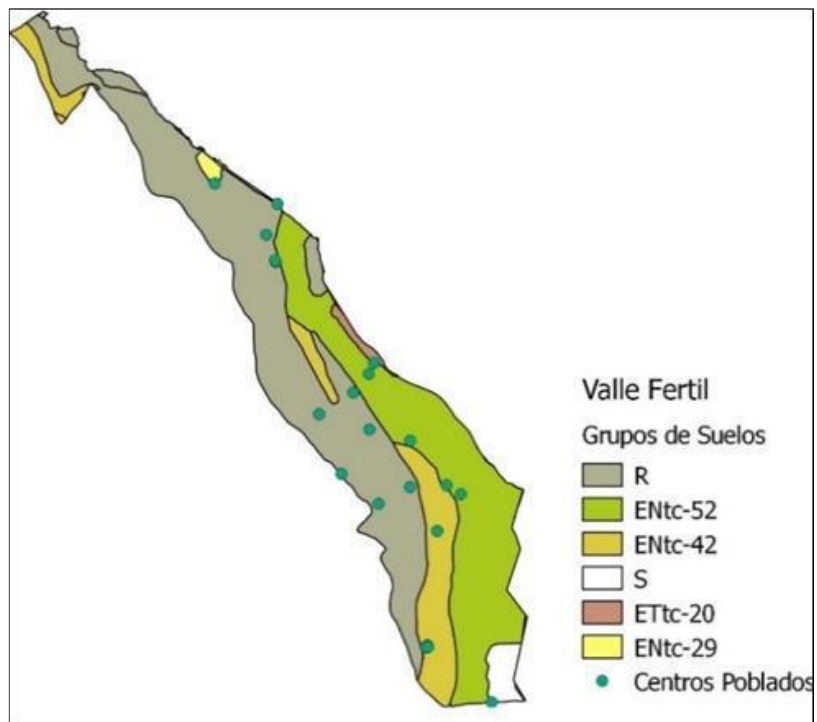 Valle Fertil
Grupos de Suelos
R
ENtc-52
ENtc-42
S
ETtc-20
ENtc-29
Centros Poblados